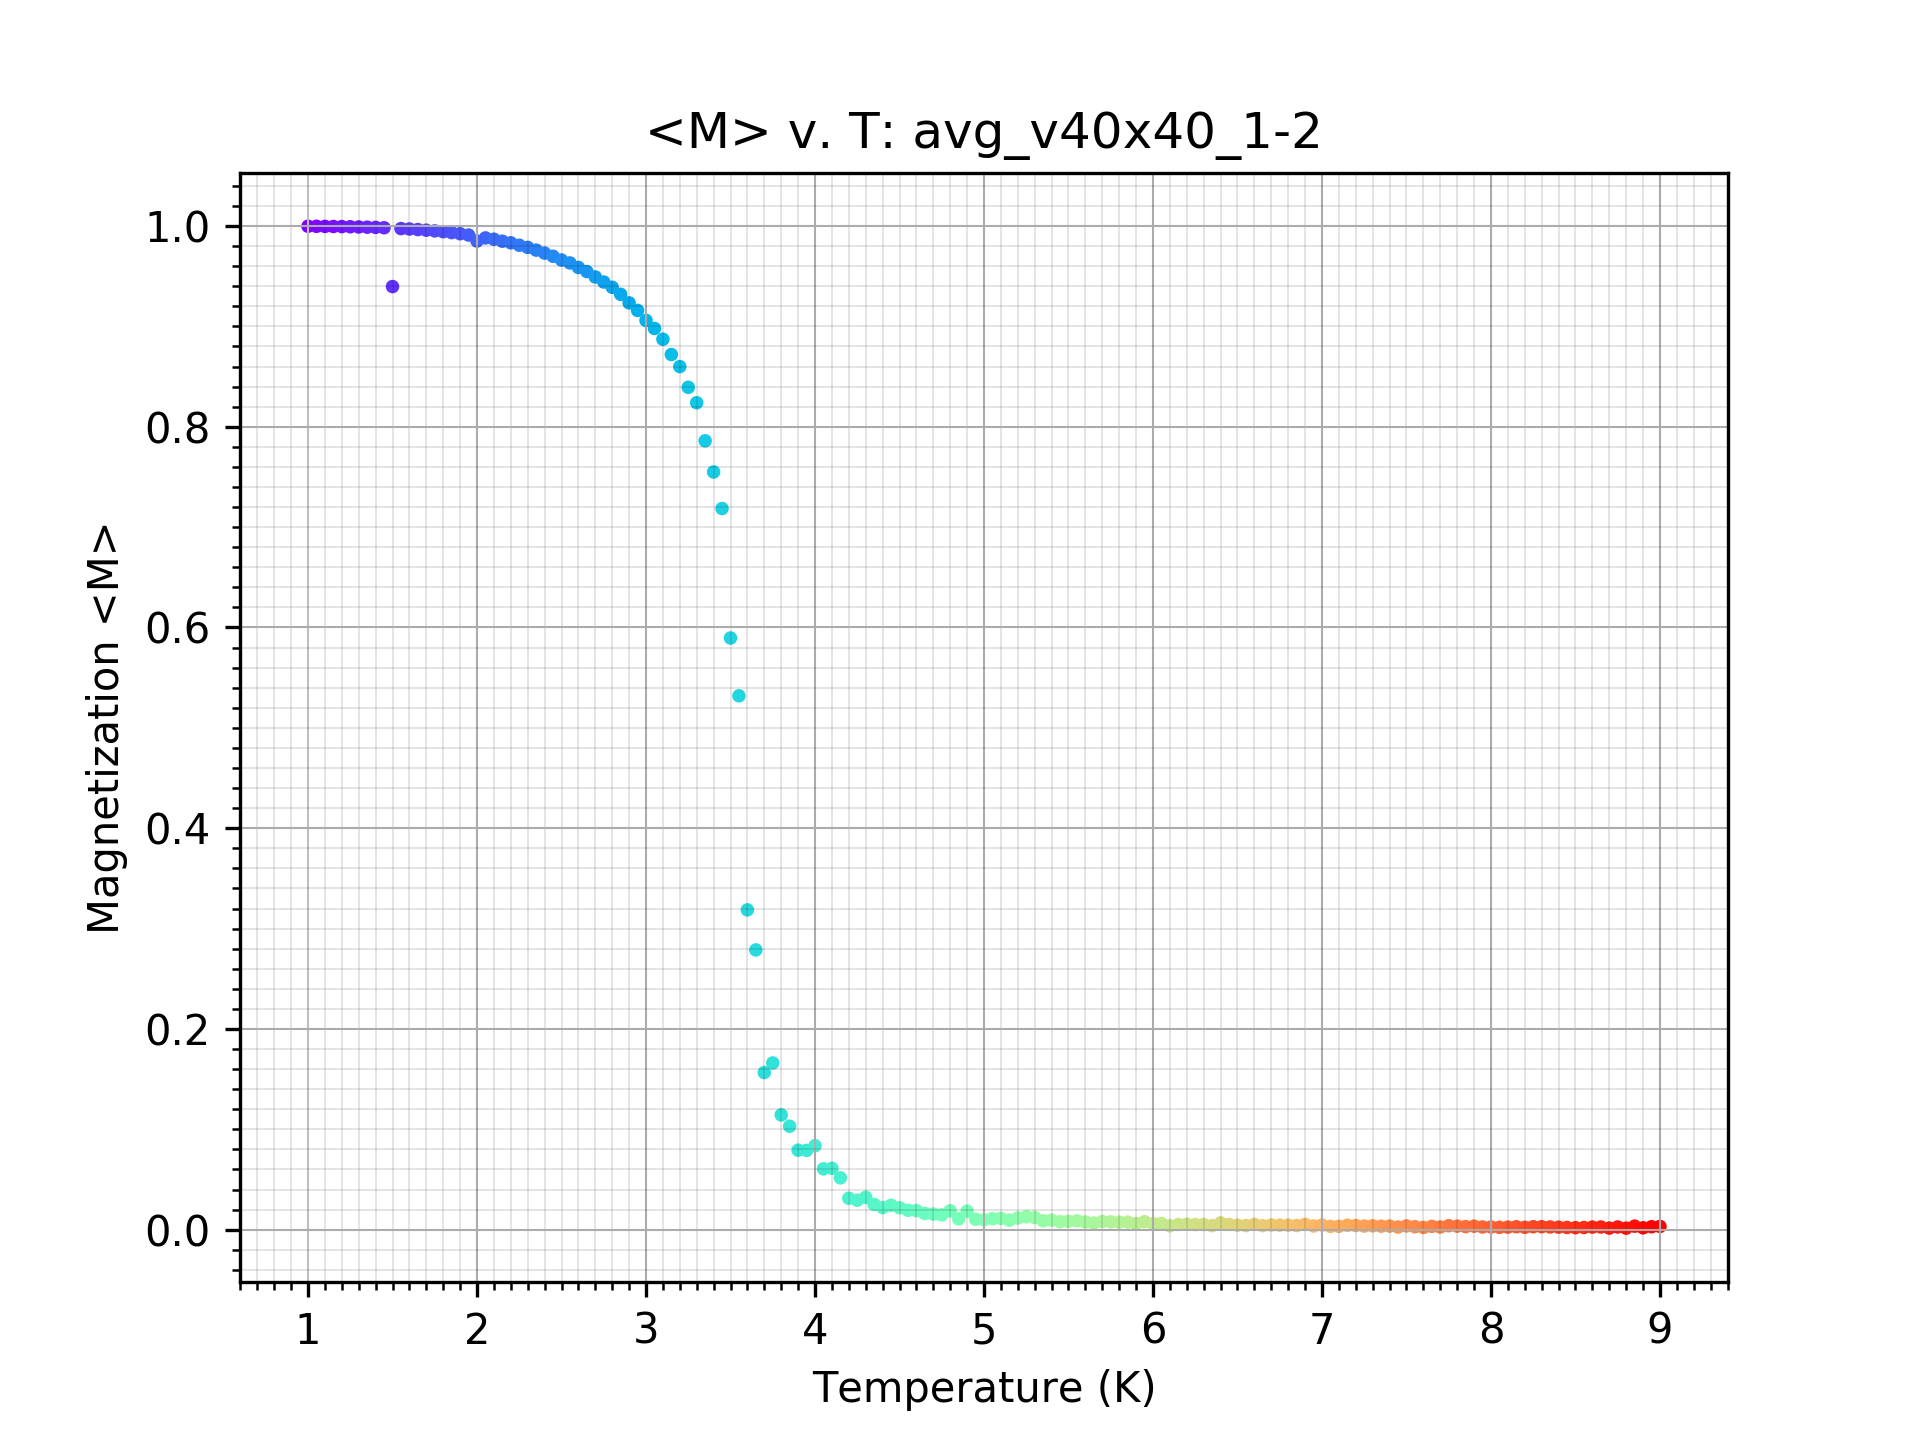 <M> v. T: avg_v40x40_1-2
1.0
0.8
0.6
0.4
0.2
0.0
Magnetization <M>
1 2 3 4 5 6 7 8 9
Temperature (K)